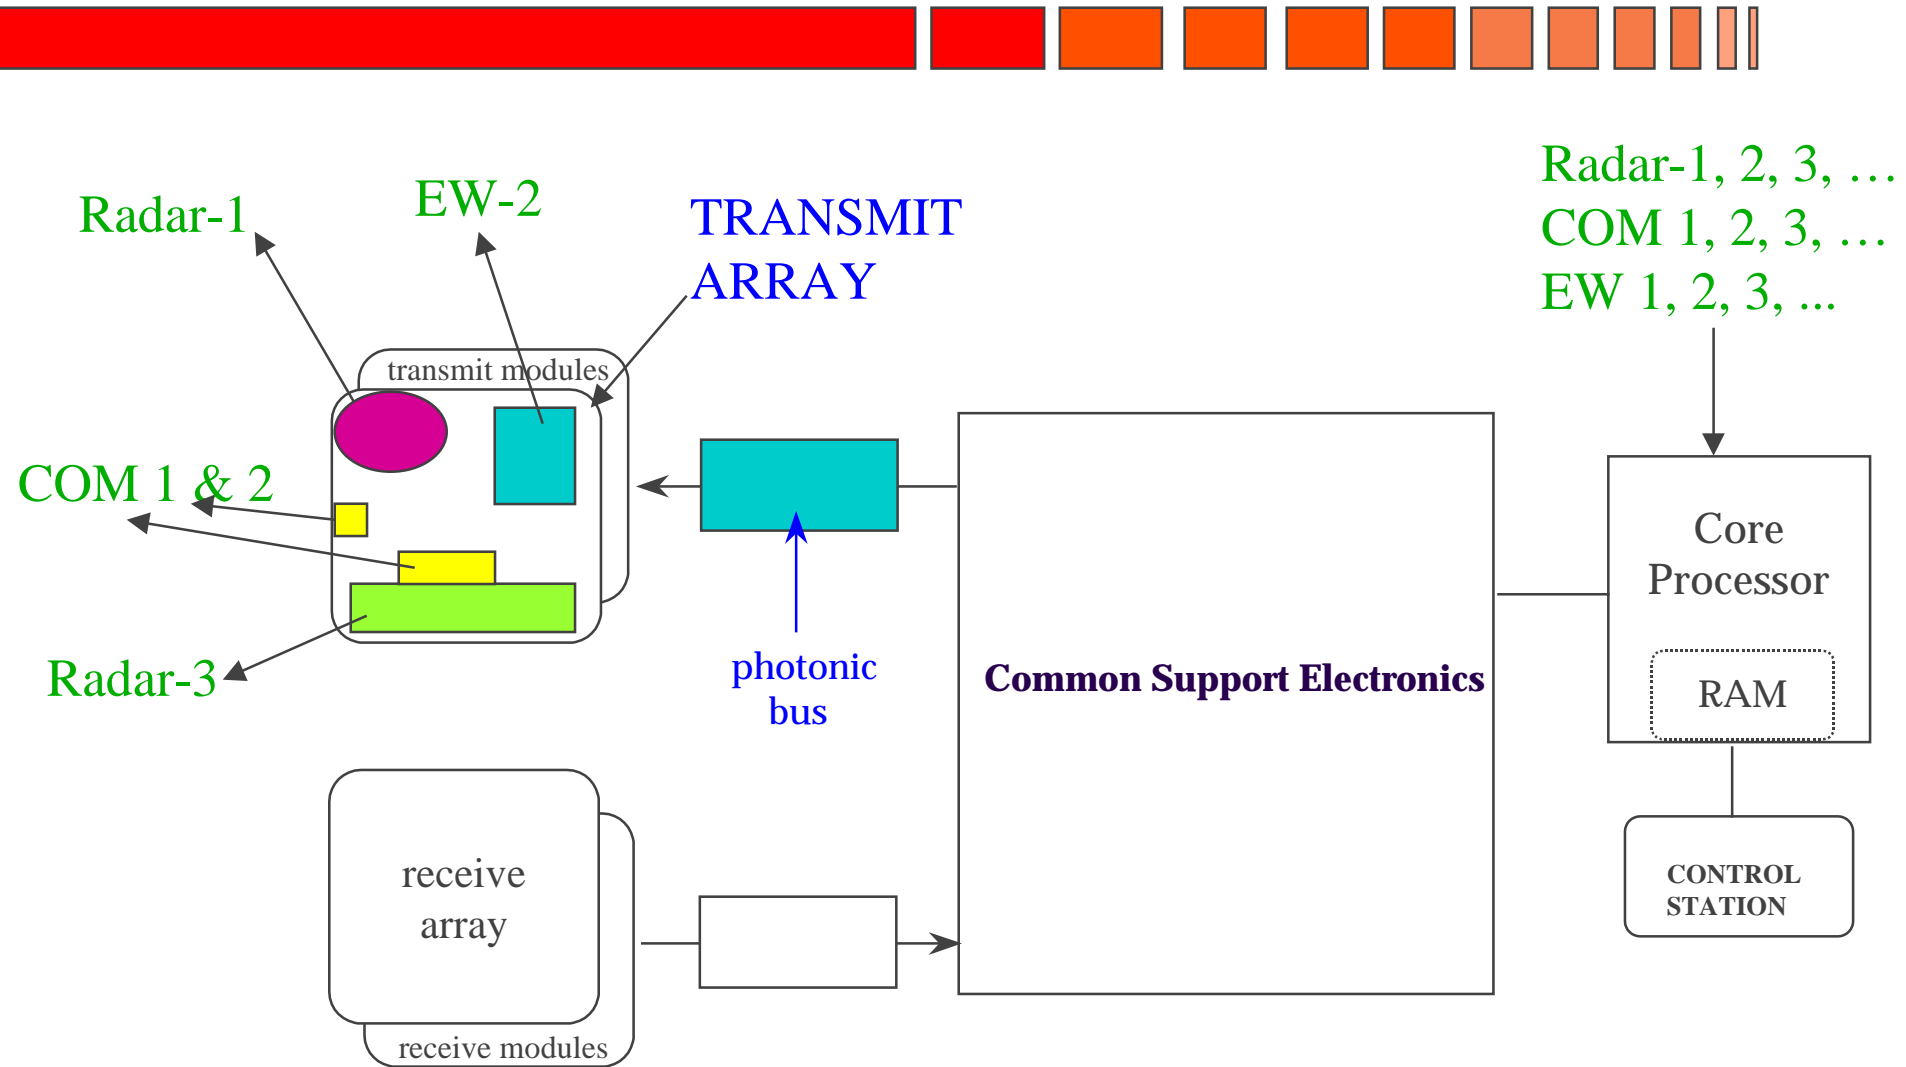 Radar-1
EW-2
TRANSMIT
ARRAY
Radar-1, 2, 3, …
COM 1, 2, 3, …
EW 1, 2, 3, ...
transmit modules
COM 1 & 2
Radar-3
photonic
bus
Common Support Electronics
Core
Processor
RAM
CONTROL
STATION
receive
array
receive modules